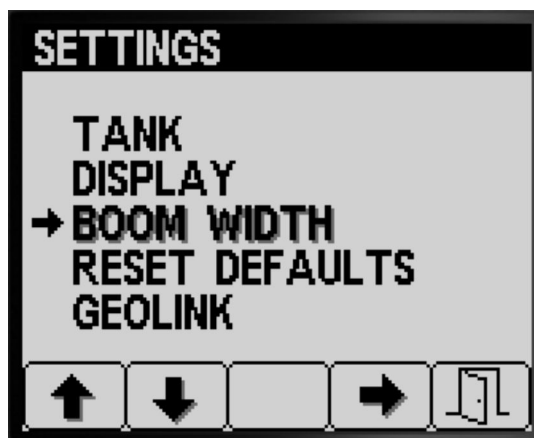 SETTINGS
TANK
DISPLAY
BOOM WIDTH
RESET DEFAULTS
GEOLINK